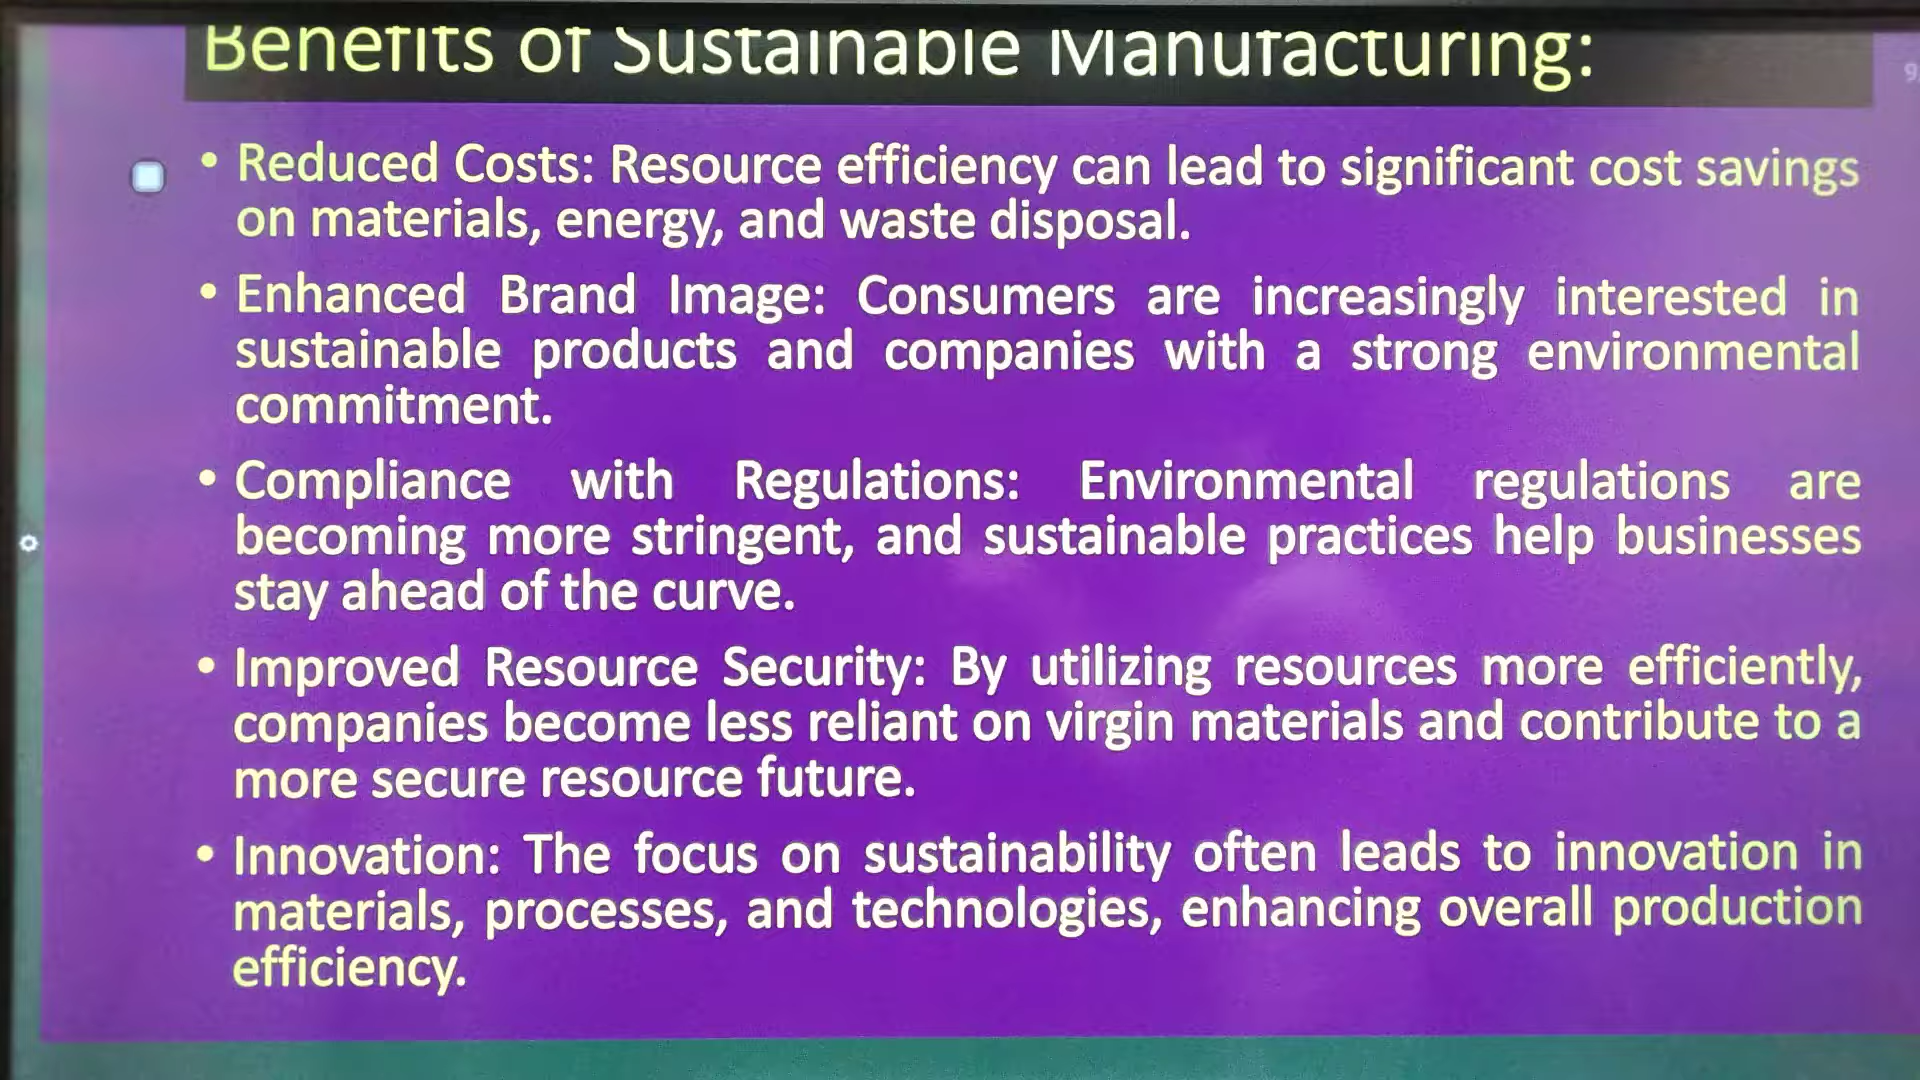 Benefits of Sustainable Manufacturing:
• Reduced Costs: Resource efficiency can lead to significant cost savings
on materials, energy, and waste disposal.
• Enhanced Brand Image: Consumers are increasingly interested in
sustainable products and companies with a strong environmental
commitment.
• Compliance with Regulations: Environmental regulations are
becoming more stringent, and sustainable practices help businesses
stay ahead of the curve.
• Improved Resource Security: By utilizing resources more efficiently,
companies become less reliant on virgin materials and contribute to a
more secure resource future.
• Innovation: The focus on sustainability often leads to innovation in
materials, processes, and technologies, enhancing overall production
efficiency.